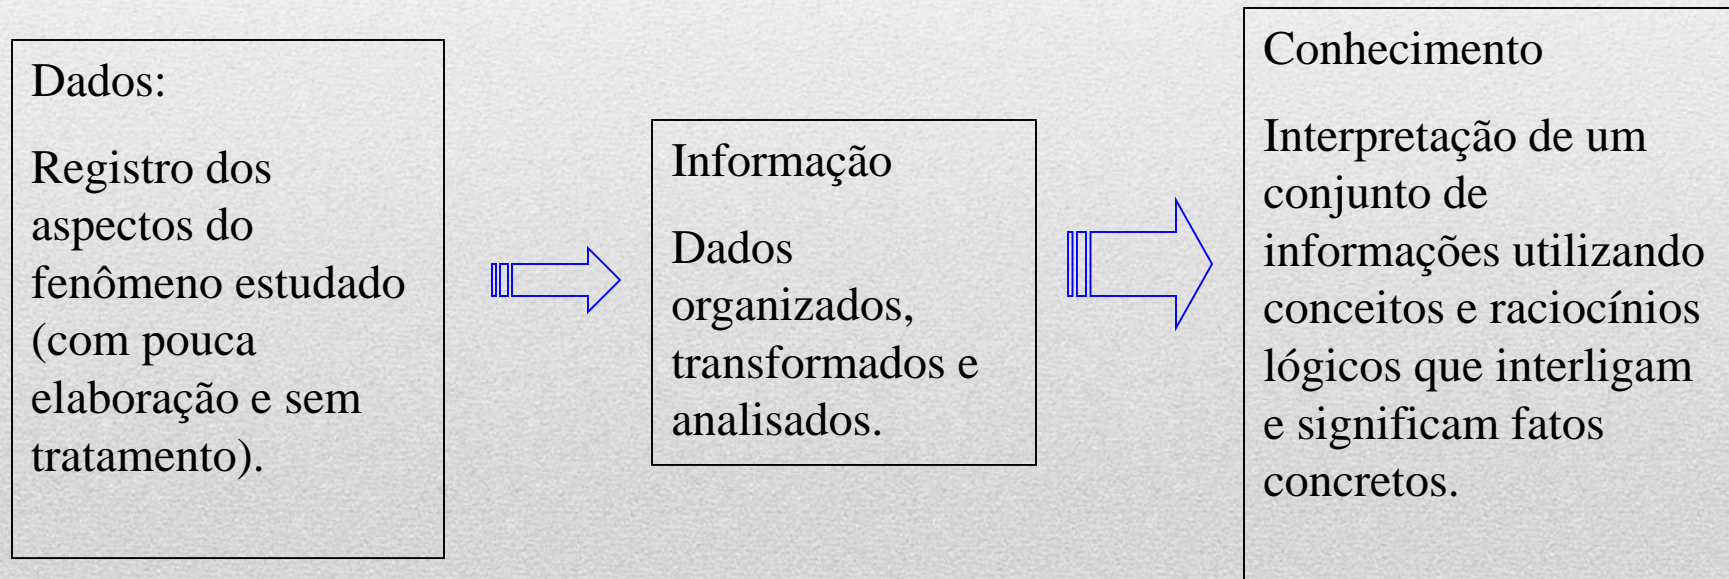 Dados:
Registro dos
aspectos do
fenômeno estudado
(com pouca
elaboração e sem
tratamento).
Informação
Dados
organizados,
transformados e
analisados.
Conhecimento
Interpretação de um
conjunto de
informações utilizando
conceitos e raciocínios
lógicos que interligam
e significam fatos
concretos.